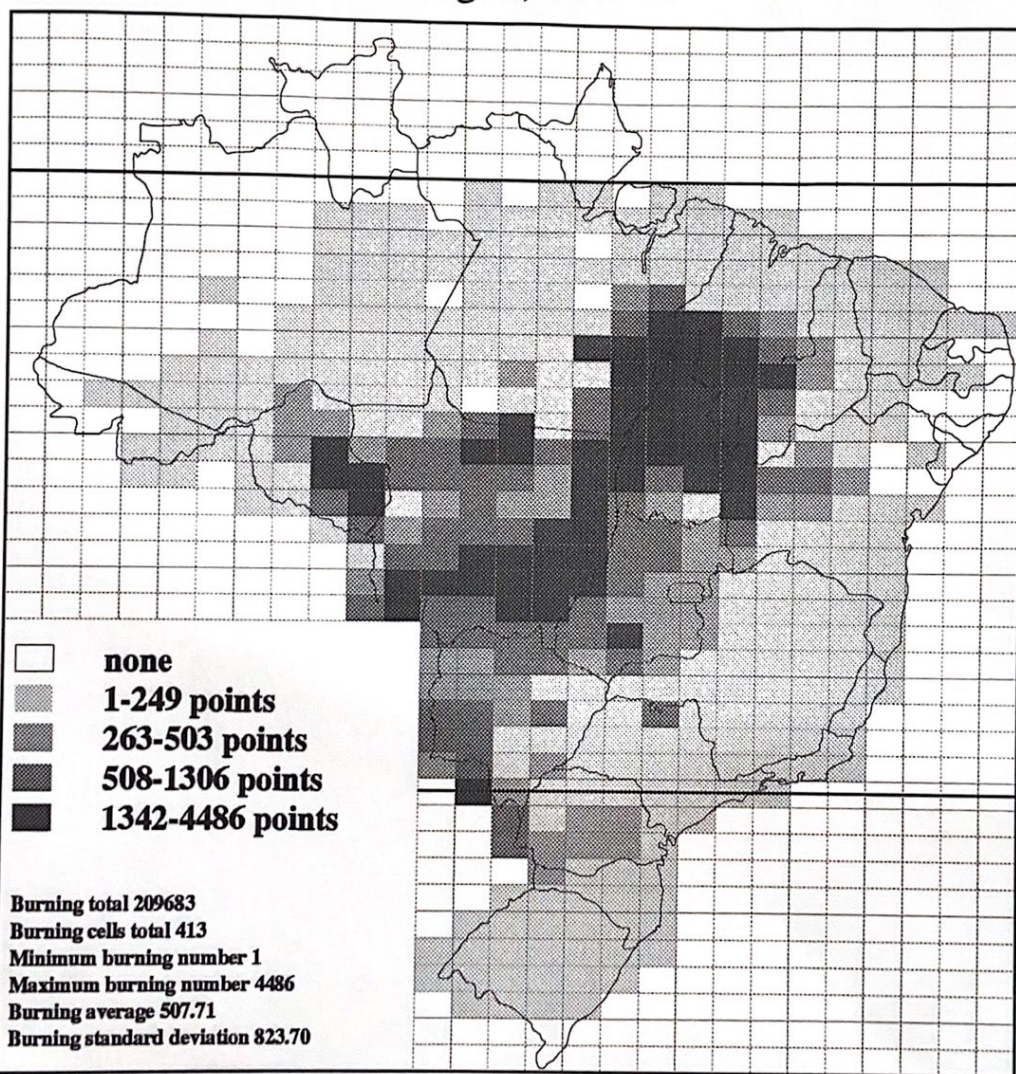 none
1-249 points
263-503 points
508-1306 points
1342-4486 points
Burning total 209683
Burning cells total 413
Minimum burning number 1
Maximum burning number 4486
Burning average 507.71
Burning standard deviation 823.70